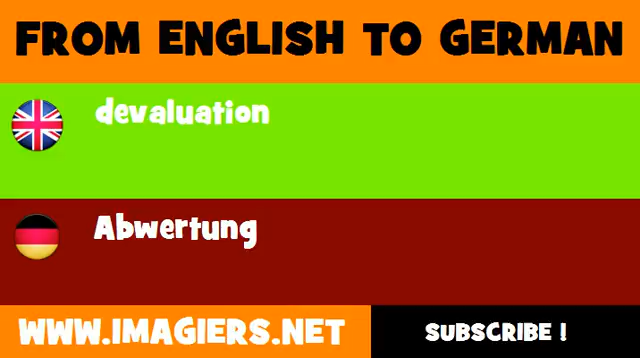 FROM ENGLISH TO GERMAN
devaluation
Abwertung
WWW.IMAGIERS.NET
SUBSCRIBE !